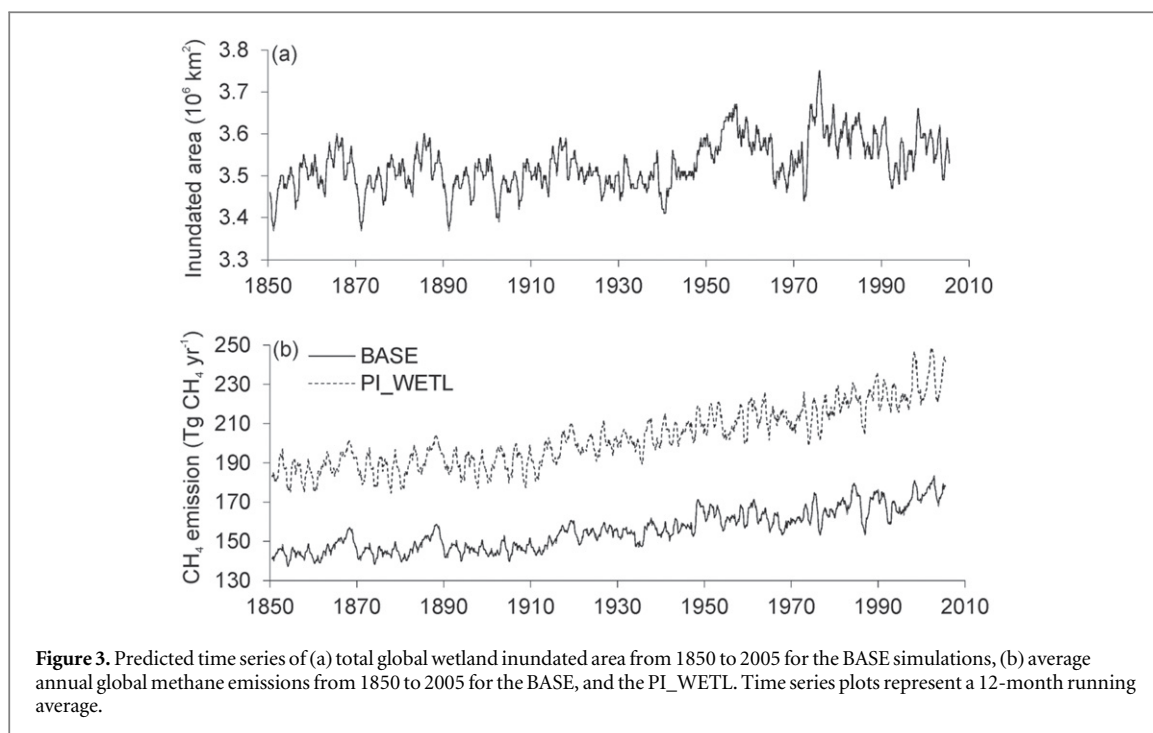 (a)
Inundated area (10⁶ km²)
3.8
3.7
3.6
3.5
3.4
3.3
1850 1870 1890 1910 1930 1950 1970 1990 2010
(b)
BASE
PI_WETL
CH₄ emission (Tg CH₄ yr⁻¹)
250
230
210
190
170
150
130
1850 1870 1890 1910 1930 1950 1970 1990 2010
Figure 3. Predicted time series of (a) total global wetland inundated area from 1850 to 2005 for the BASE simulations, (b) average
annual global methane emissions from 1850 to 2005 for the BASE, and the PI_WETL. Time series plots represent a 12-month running
average.